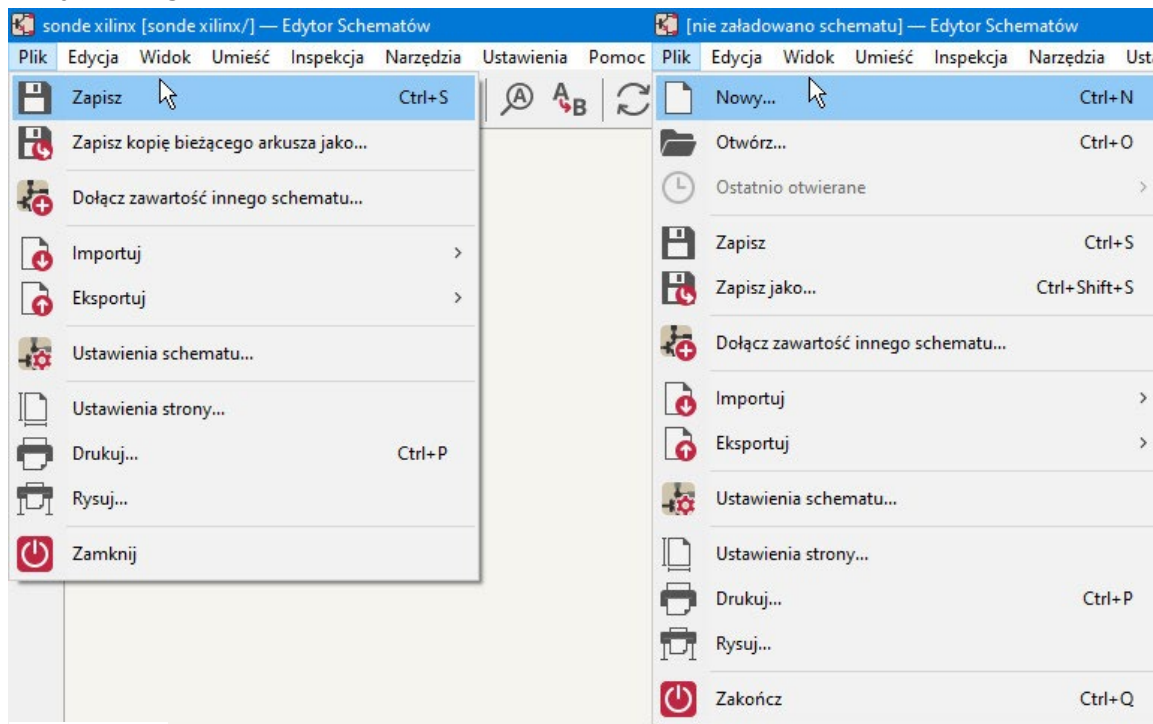 sonde xilinx [sonde xilinx/] — Edytor Schematów
Plik Edycja Widok Umieść Inspekcja Narzędzia Ustawienia Pomoc
Zapisz Ctrl+S
Zapisz kopię bieżącego arkusza jako...
Dołącz zawartość innego schematu...
Importuj
Eksportuj
Ustawienia schematu...
Ustawienia strony...
Drukuj... Ctrl+P
Rysuj...
Zamknij
[nie załadowano schematu] — Edytor Schematów
Plik Edycja Widok Umieść Inspekcja Narzędzia Usta
Nowy... Ctrl+N
Otwórz... Ctrl+O
Ostatnio otwierane
Zapisz Ctrl+S
Zapisz jako... Ctrl+Shift+S
Dołącz zawartość innego schematu...
Importuj
Eksportuj
Ustawienia schematu...
Ustawienia strony...
Drukuj... Ctrl+P
Rysuj...
Zakończ Ctrl+Q